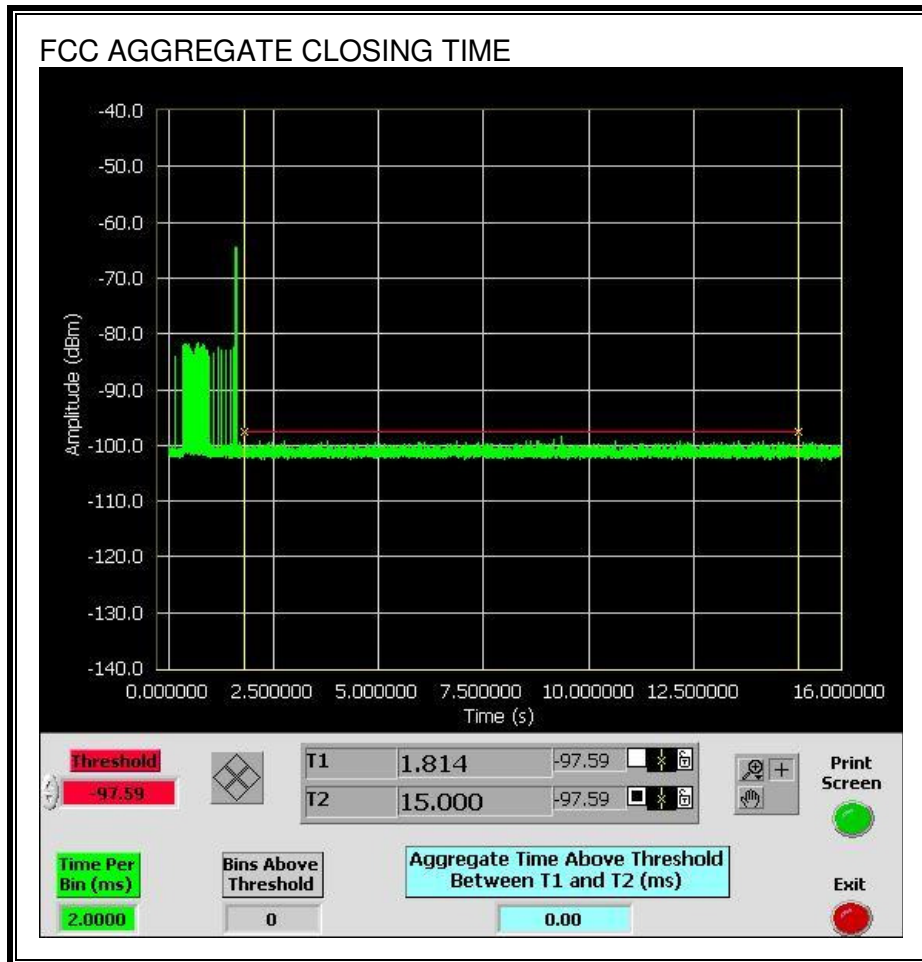 FCC AGGREGATE CLOSING TIME
-40.0
-50.0
-60.0
-70.0
-80.0
-90.0
-100.0
-110.0
-120.0
-130.0
-140.0
Amplitude (dBm)
0.000000 2.500000 5.000000 7.500000 10.000000 12.500000 16.000000
Time (s)
Threshold
-97.59
T1 1.814 -97.59
T2 15.000 -97.59
Print
Screen
Time Per
Bin (ms)
2.0000
Bins Above
Threshold
0
Aggregate Time Above Threshold
Between T1 and T2 (ms)
0.00
Exit